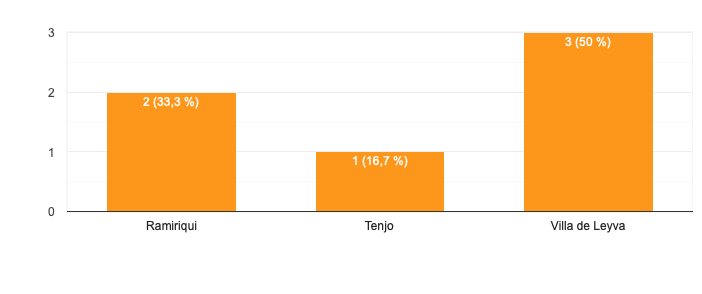 3
3 (50 %)
2
2 (33,3 %)
1
1 (16,7 %)
0
Ramiriqui
Tenjo
Villa de Leyva